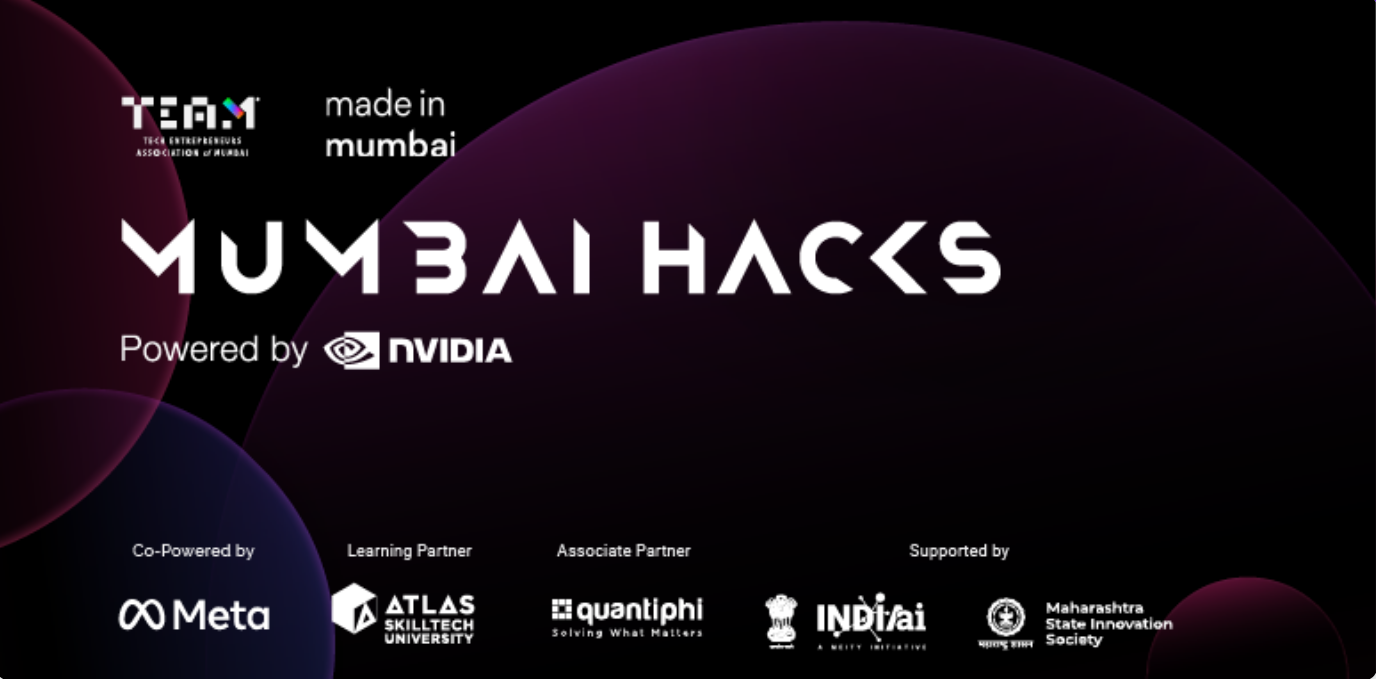 TEAM
TECH ENTREPRENEURS
ASSOCIATION of MUMBAI
made in
mumbai
MUMBAI HACKS
Powered by NVIDIA
Co-Powered by
Learning Partner
Associate Partner
Supported by
Meta
ATLAS
SKILLTECH
UNIVERSITY
quantiphi
Solving What Matters
INDIAai
A MEITY INITIATIVE
महाराष्ट्र शासन
Maharashtra
State Innovation
Society